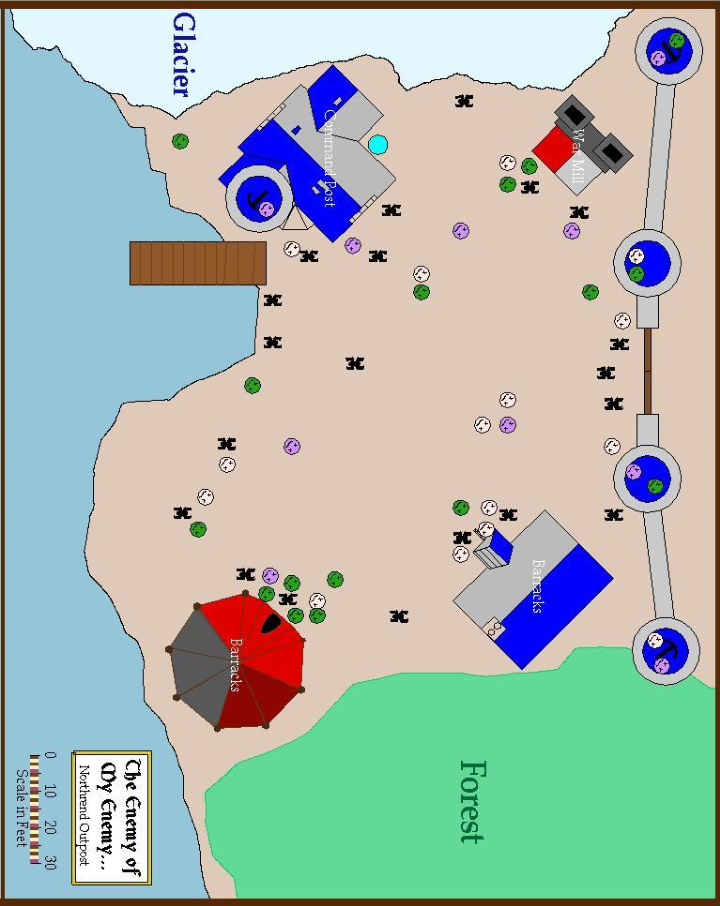 Glacier
Command Post
War Mill
Barracks
Barracks
Forest
The Enemy of
My Enemy...
Northrend Outpost
0 10 20 30
Scale in Feet